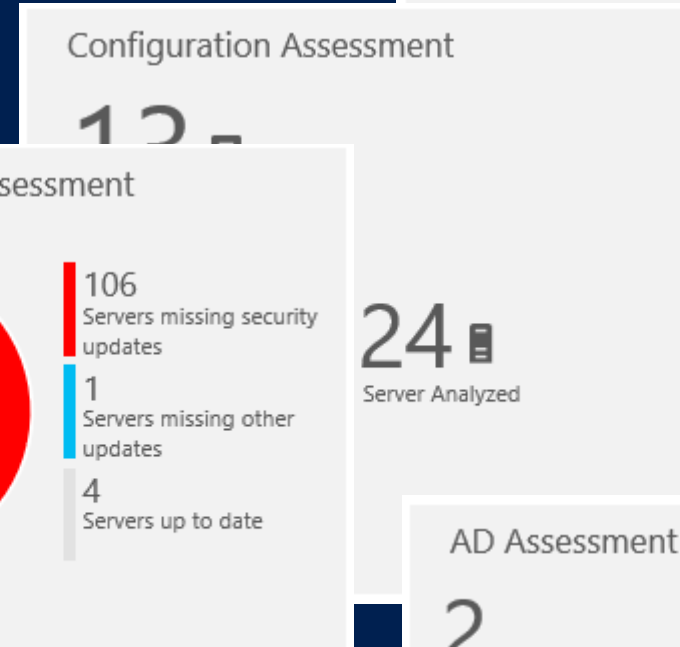 Configuration Assessment
13
sessment
106
Servers missing security
updates
1
Servers missing other
updates
4
Servers up to date
24
Server Analyzed
AD Assessment
2